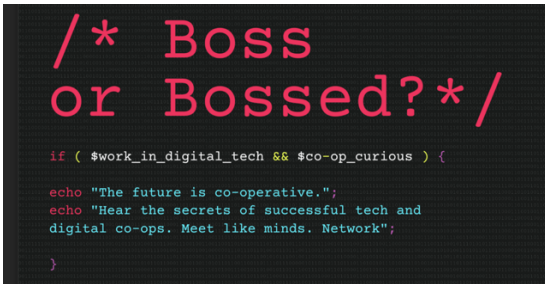 /* Boss
or Bossed?*/
if ( $work_in_digital_tech && $co-op_curious ) {
echo "The future is co-operative.";
echo "Hear the secrets of successful tech and
digital co-ops. Meet like minds. Network";
}